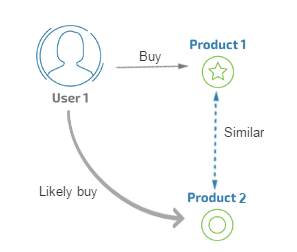 Product 1
Buy
User 1
Similar
Likely buy
Product 2